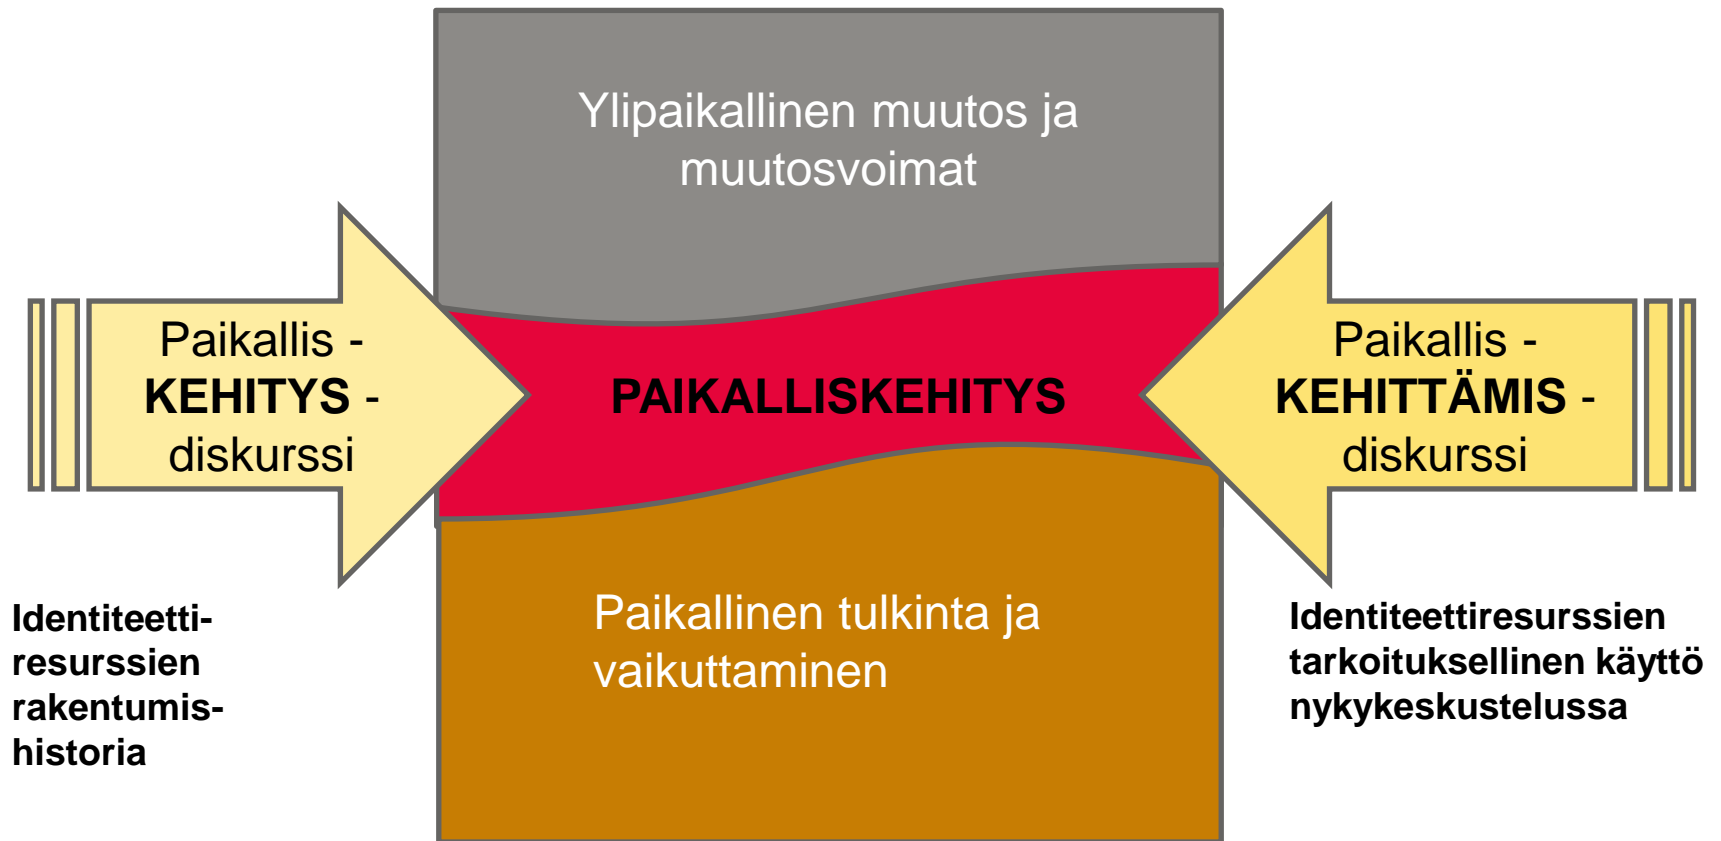 Ylipaikallinen muutos ja
muutosvoimat
Paikallis -
KEHITYS -
diskurssi
PAIKALLISKEHITYS
Paikallis -
KEHITTÄMIS -
diskurssi
Identiteetti-
resurssien
rakentumis-
historia
Paikallinen tulkinta ja
vaikuttaminen
Identiteettiresurssien
tarkoituksellinen käyttö
nykykeskustelussa